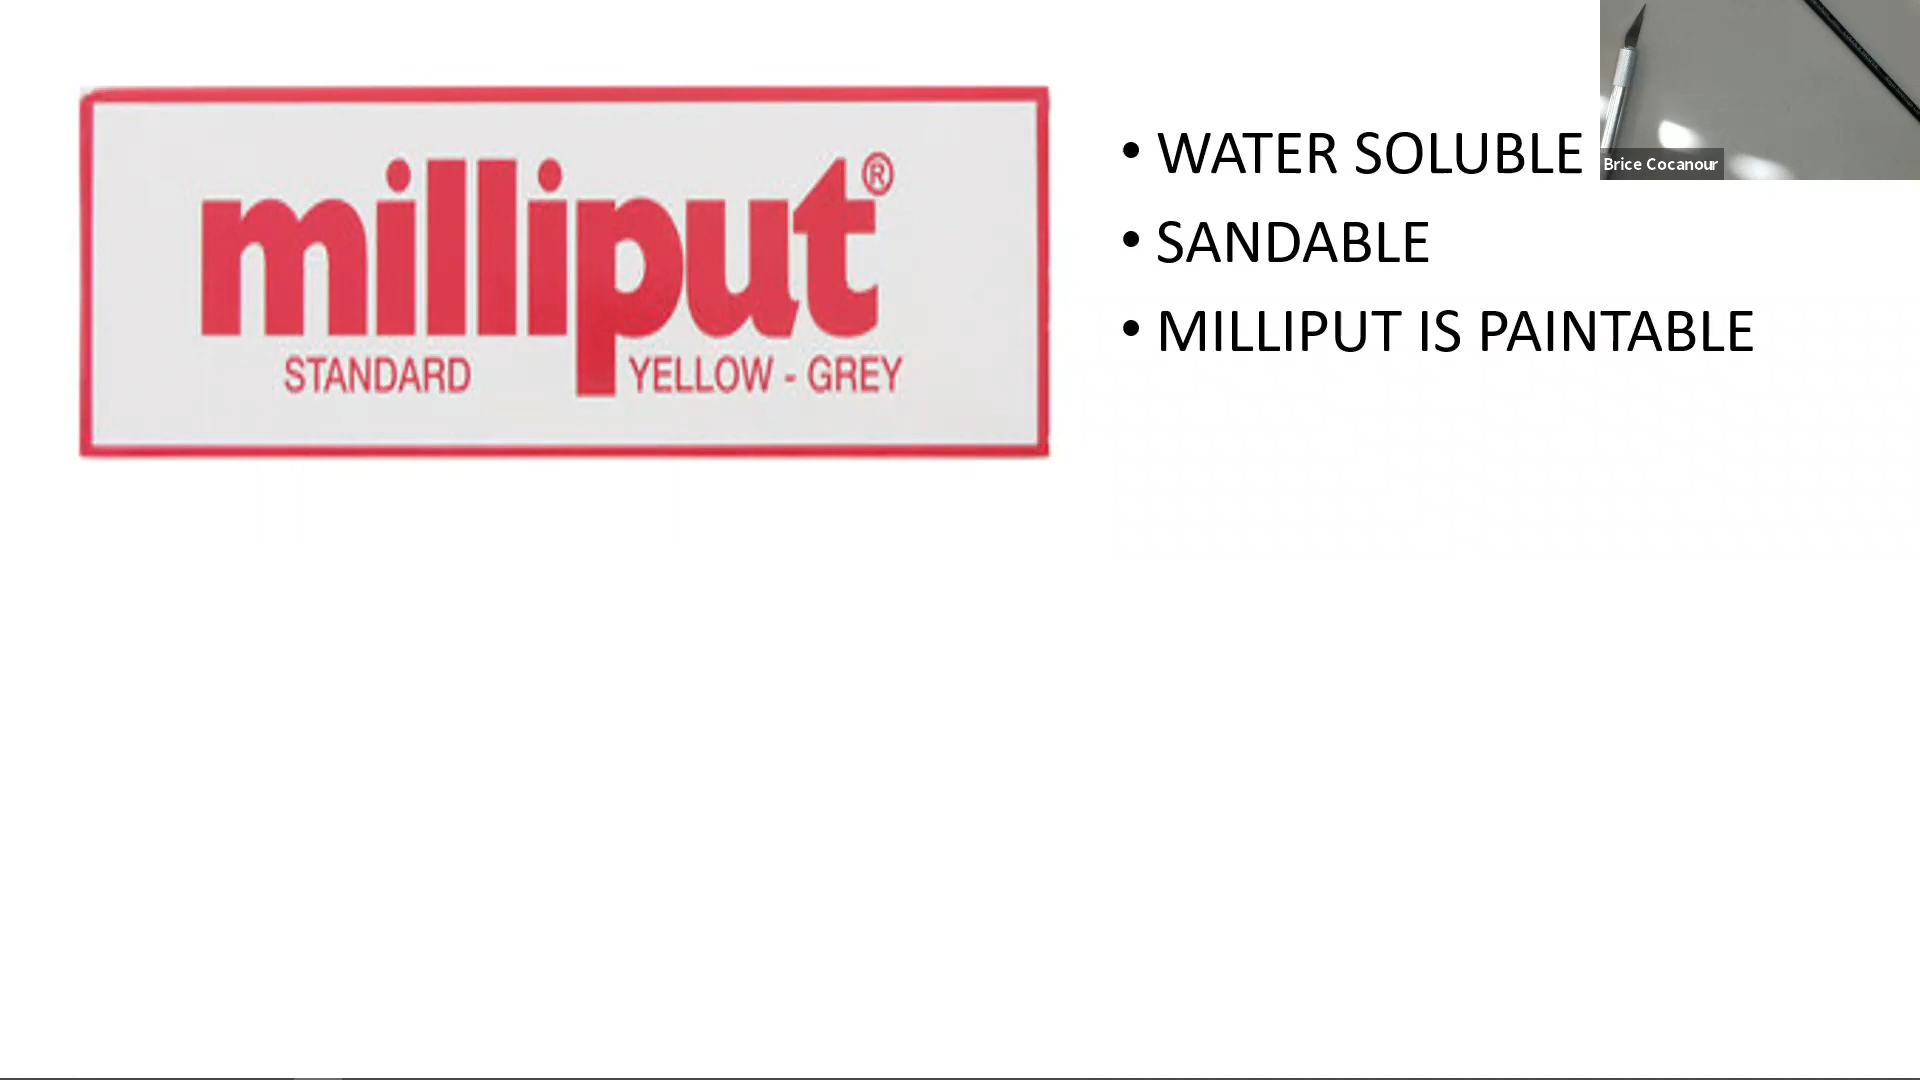 milliput®
STANDARD YELLOW - GREY
• WATER SOLUBLE
• SANDABLE
• MILLIPUT IS PAINTABLE
Brice Cocanour